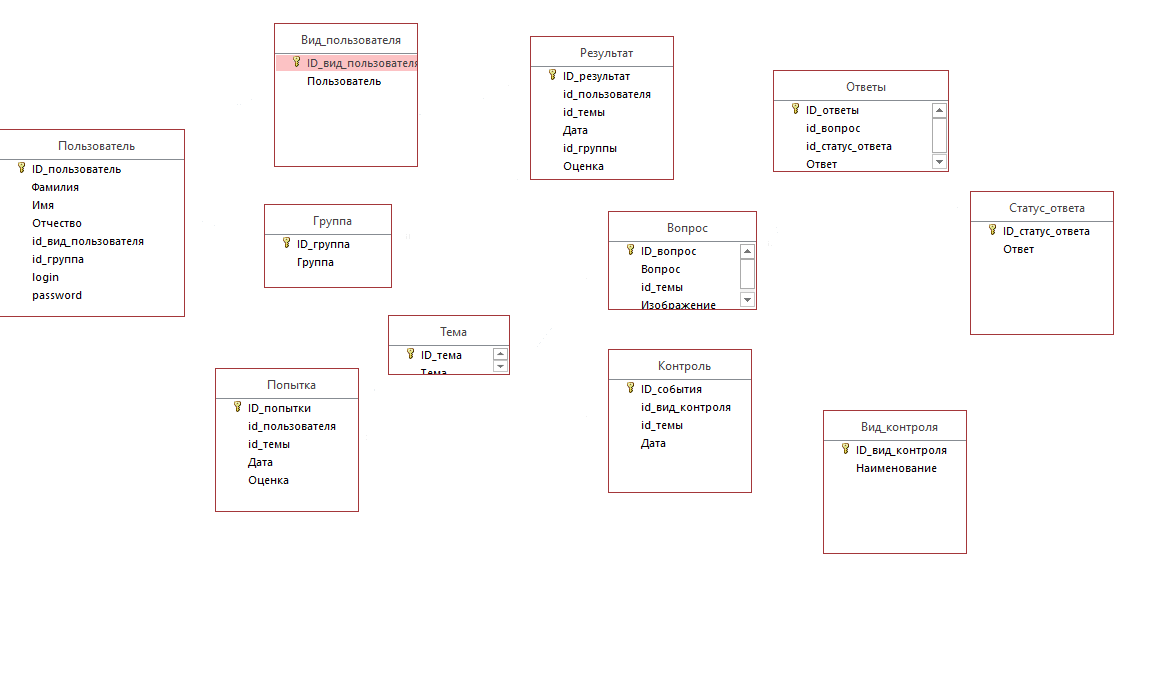 Вид_пользователя
ID_вид_пользователя
Пользователь
Результат
ID_результат
id_пользователя
id_темы
Дата
id_группы
Оценка
Ответы
ID_ответы
id_вопрос
id_статус_ответа
Ответ
Пользователь
ID_пользователь
Фамилия
Имя
Отчество
id_вид_пользователя
id_группа
login
password
Группа
ID_группа
Группа
Вопрос
ID_вопрос
Вопрос
id_темы
Изображение
Статус_ответа
ID_статус_ответа
Ответ
Тема
ID_тема
Тема
Попытка
ID_попытки
id_пользователя
id_темы
Дата
Оценка
Контроль
ID_события
id_вид_контроля
id_темы
Дата
Вид_контроля
ID_вид_контроля
Наименование